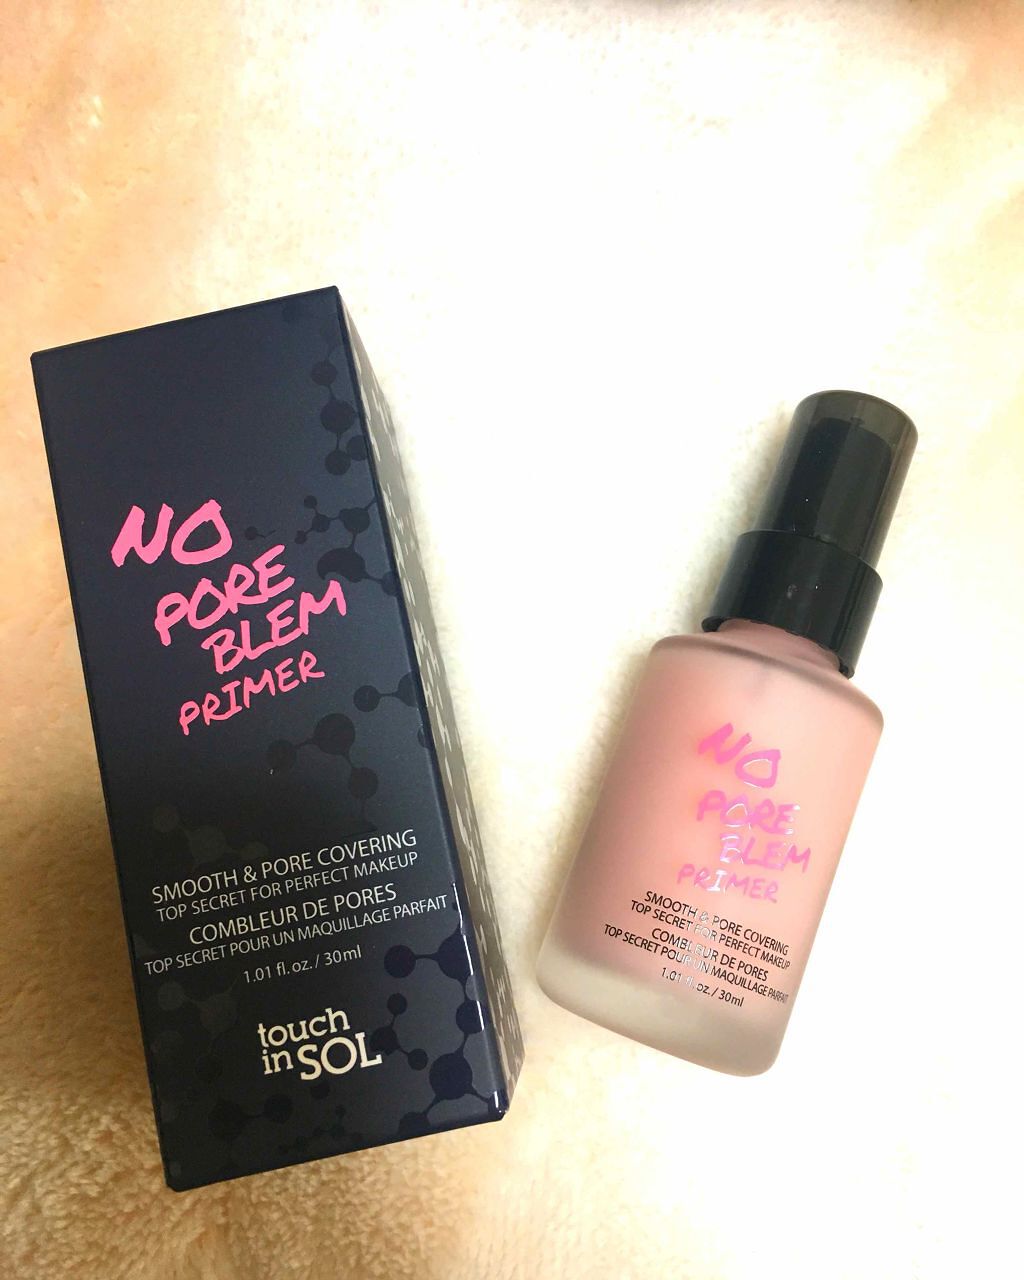 NO
PORE
BLEM
PRIMER
SMOOTH & PORE COVERING
TOP SECRET FOR PERFECT MAKEUP
COMBLEUR DE PORES
TOP SECRET POUR UN MAQUILLAGE PARFAIT
1.01 fl. oz. / 30ml
touch
in SOL
NO
PORE
BLEM
PRIMER
SMOOTH & PORE COVERING
TOP SECRET FOR PERFECT MAKEUP
COMBLEUR DE PORES
TOP SECRET POUR UN MAQUILLAGE PARFAIT
1.01 fl. oz. / 30ml